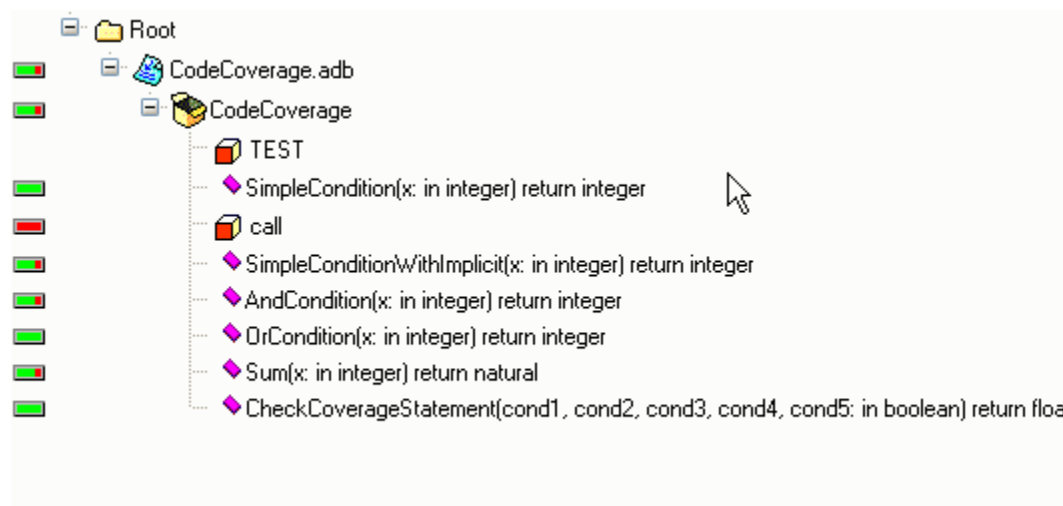 Root
CodeCoverage.adb
CodeCoverage
TEST
SimpleCondition(x: in integer) return integer
call
SimpleConditionWithImplicit(x: in integer) return integer
AndCondition(x: in integer) return integer
OrCondition(x: in integer) return integer
Sum(x: in integer) return natural
CheckCoverageStatement(cond1, cond2, cond3, cond4, cond5: in boolean) return floa